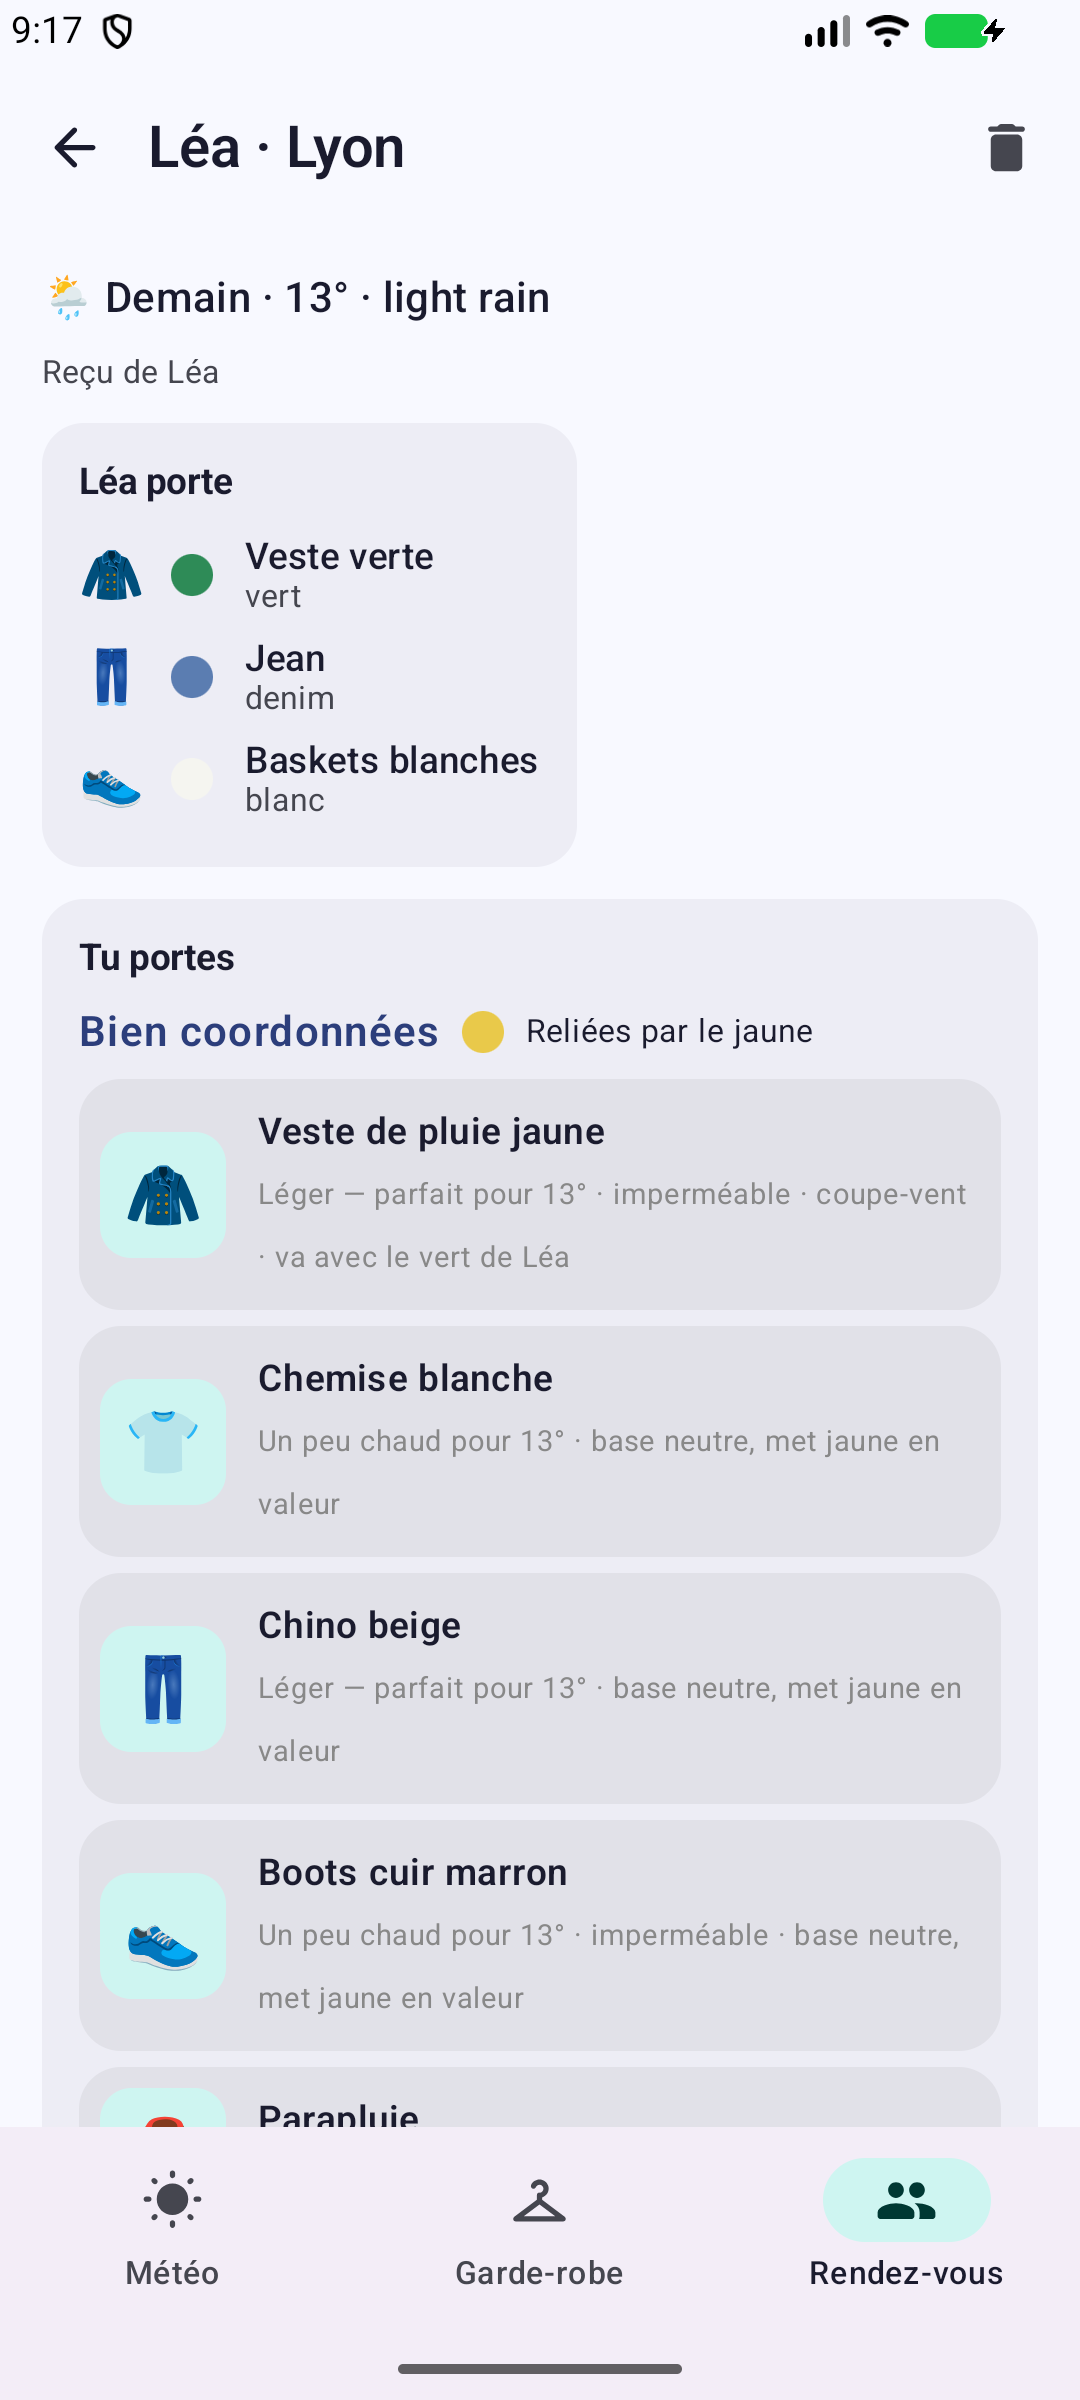 9:17
Léa · Lyon
Demain · 13° · light rain
Reçu de Léa
Léa porte
Veste verte
vert
Jean
denim
Baskets blanches
blanc
Tu portes
Bien coordonnées
Reliées par le jaune
Veste de pluie jaune
Léger — parfait pour 13° · imperméable · coupe-vent
· va avec le vert de Léa
Chemise blanche
Un peu chaud pour 13° · base neutre, met jaune en
valeur
Chino beige
Léger — parfait pour 13° · base neutre, met jaune en
valeur
Boots cuir marron
Un peu chaud pour 13° · imperméable · base neutre,
met jaune en valeur
Parapluie
Météo
Garde-robe
Rendez-vous